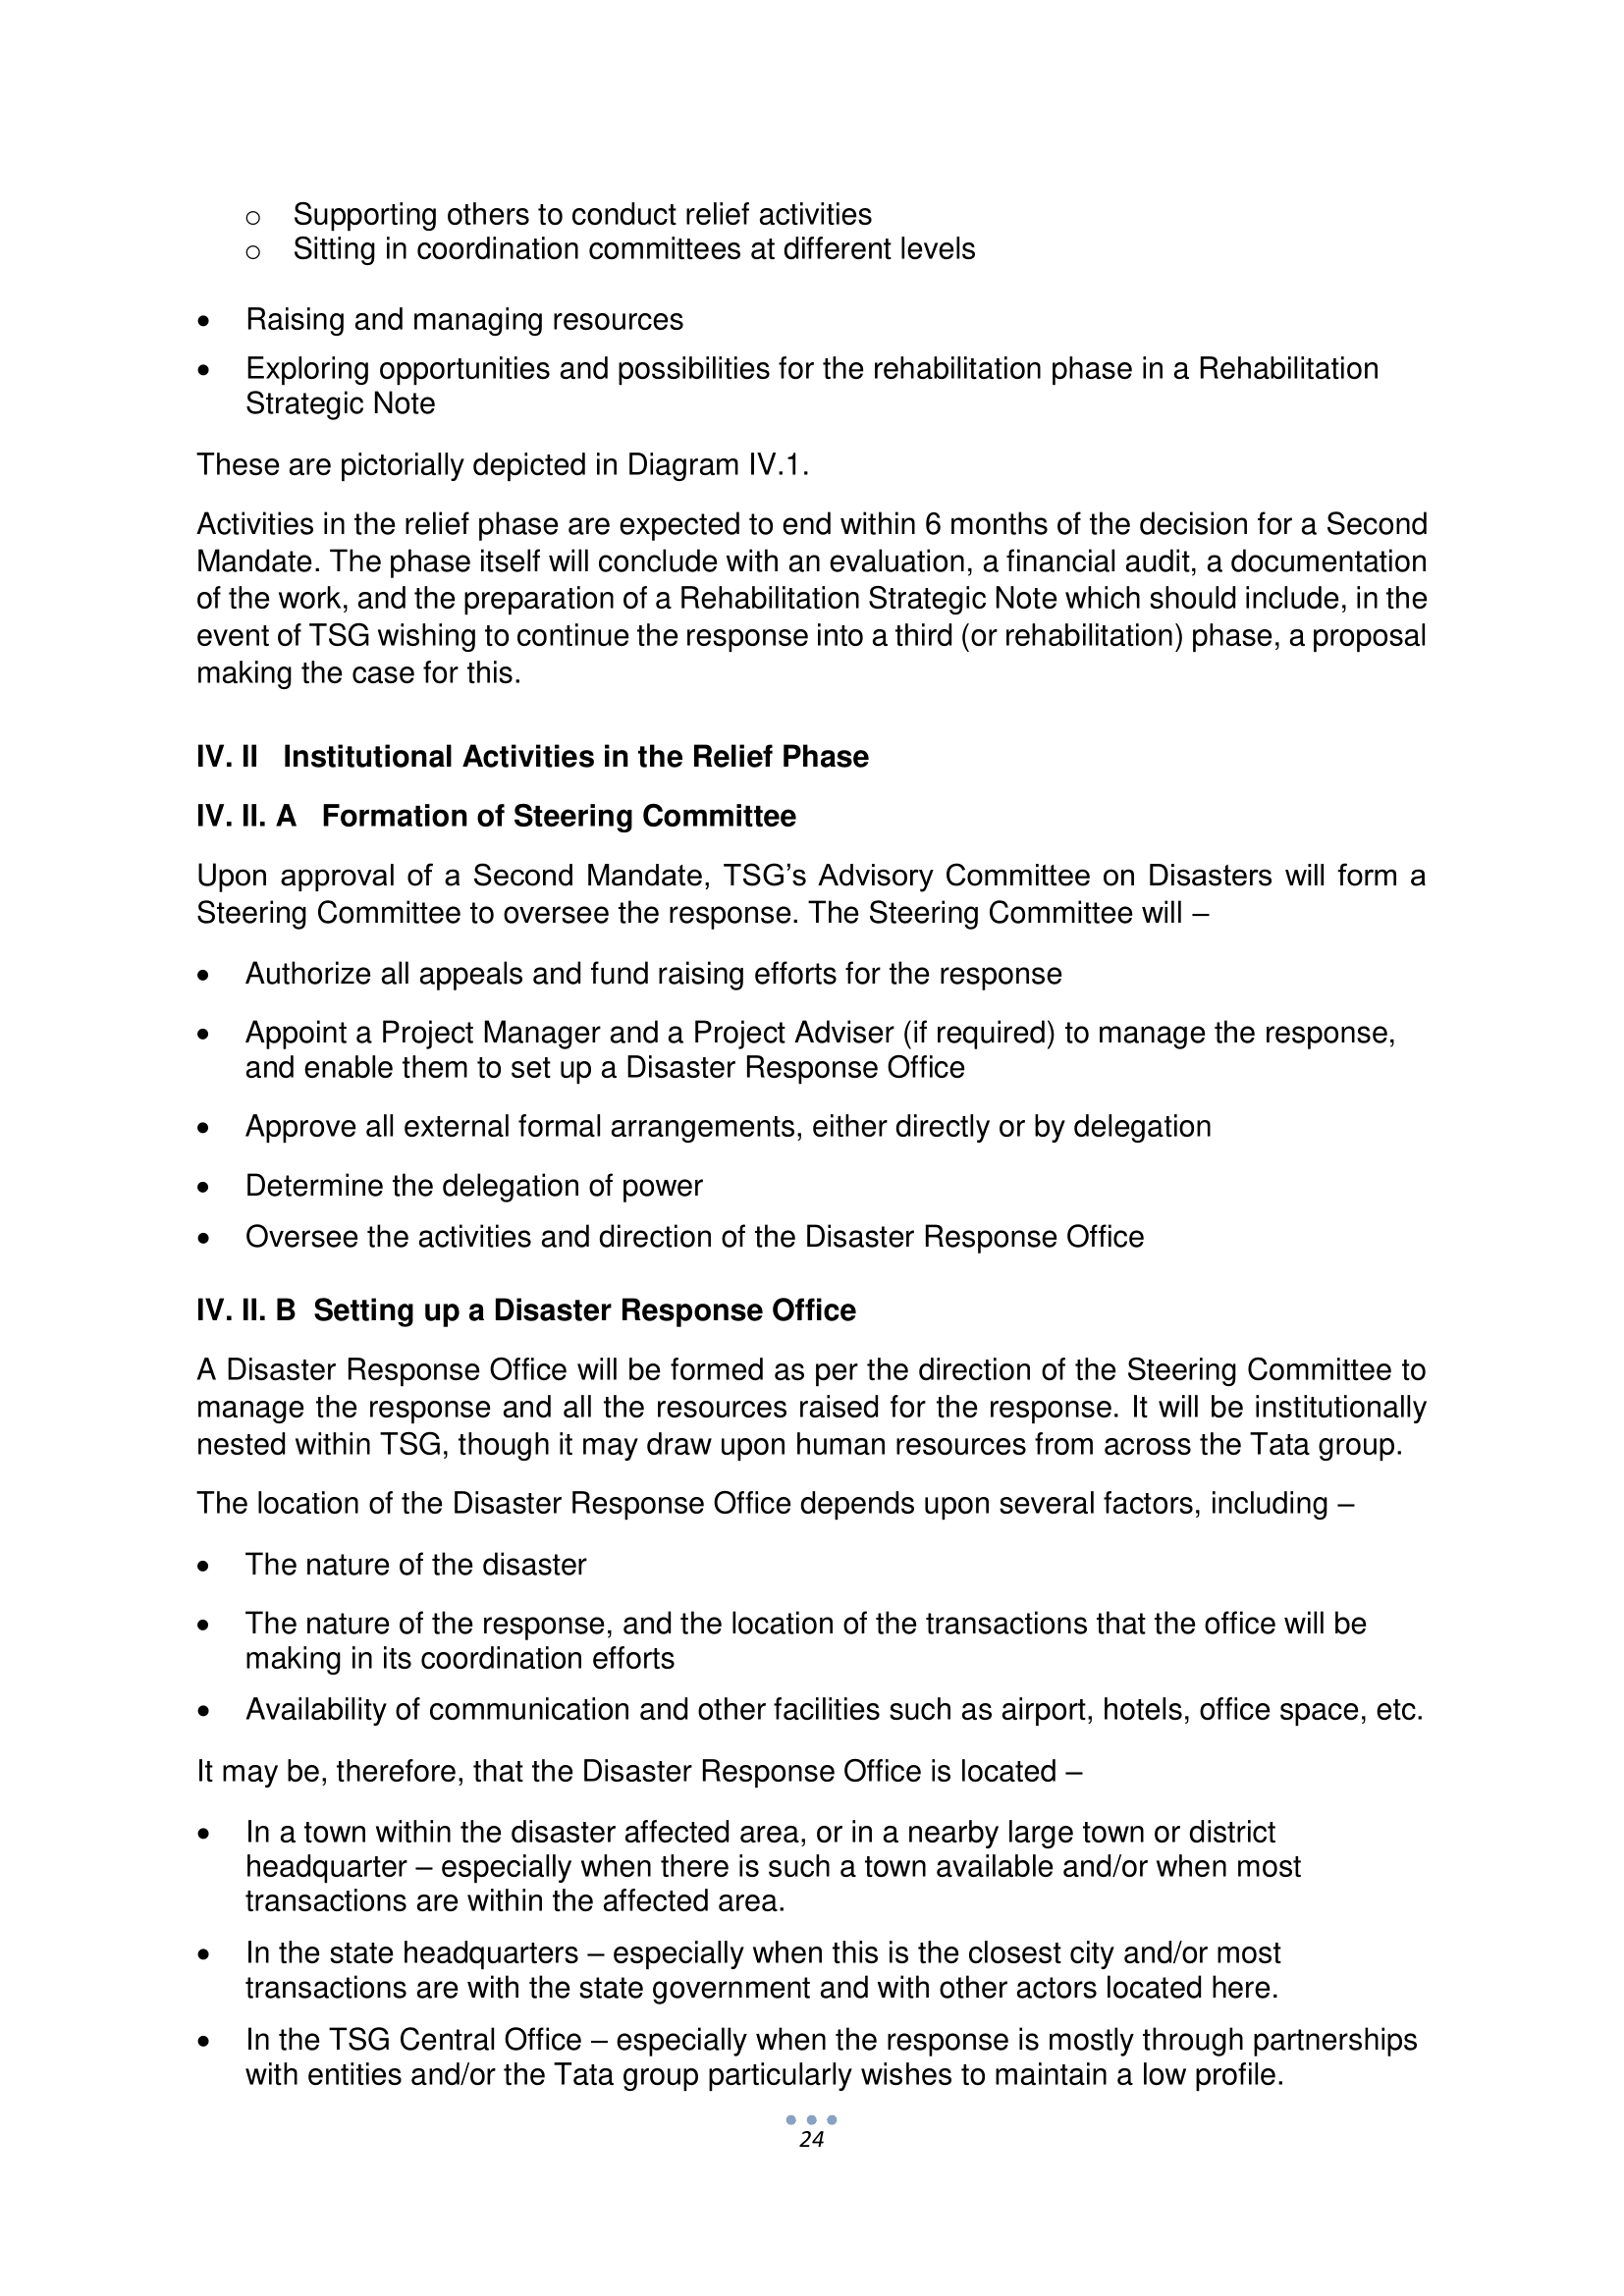 o Supporting others to conduct relief activities
o Sitting in coordination committees at different levels
• Raising and managing resources
• Exploring opportunities and possibilities for the rehabilitation phase in a Rehabilitation
Strategic Note
These are pictorially depicted in Diagram IV.1.
Activities in the relief phase are expected to end within 6 months of the decision for a Second
Mandate. The phase itself will conclude with an evaluation, a financial audit, a documentation
of the work, and the preparation of a Rehabilitation Strategic Note which should include, in the
event of TSG wishing to continue the response into a third (or rehabilitation) phase, a proposal
making the case for this.
IV. II Institutional Activities in the Relief Phase
IV. II. A Formation of Steering Committee
Upon approval of a Second Mandate, TSG’s Advisory Committee on Disasters will form a
Steering Committee to oversee the response. The Steering Committee will –
• Authorize all appeals and fund raising efforts for the response
• Appoint a Project Manager and a Project Adviser (if required) to manage the response,
and enable them to set up a Disaster Response Office
• Approve all external formal arrangements, either directly or by delegation
• Determine the delegation of power
• Oversee the activities and direction of the Disaster Response Office
IV. II. B Setting up a Disaster Response Office
A Disaster Response Office will be formed as per the direction of the Steering Committee to
manage the response and all the resources raised for the response. It will be institutionally
nested within TSG, though it may draw upon human resources from across the Tata group.
The location of the Disaster Response Office depends upon several factors, including –
• The nature of the disaster
• The nature of the response, and the location of the transactions that the office will be
making in its coordination efforts
• Availability of communication and other facilities such as airport, hotels, office space, etc.
It may be, therefore, that the Disaster Response Office is located –
• In a town within the disaster affected area, or in a nearby large town or district
headquarter – especially when there is such a town available and/or when most
transactions are within the affected area.
• In the state headquarters – especially when this is the closest city and/or most
transactions are with the state government and with other actors located here.
• In the TSG Central Office – especially when the response is mostly through partnerships
with entities and/or the Tata group particularly wishes to maintain a low profile.
24